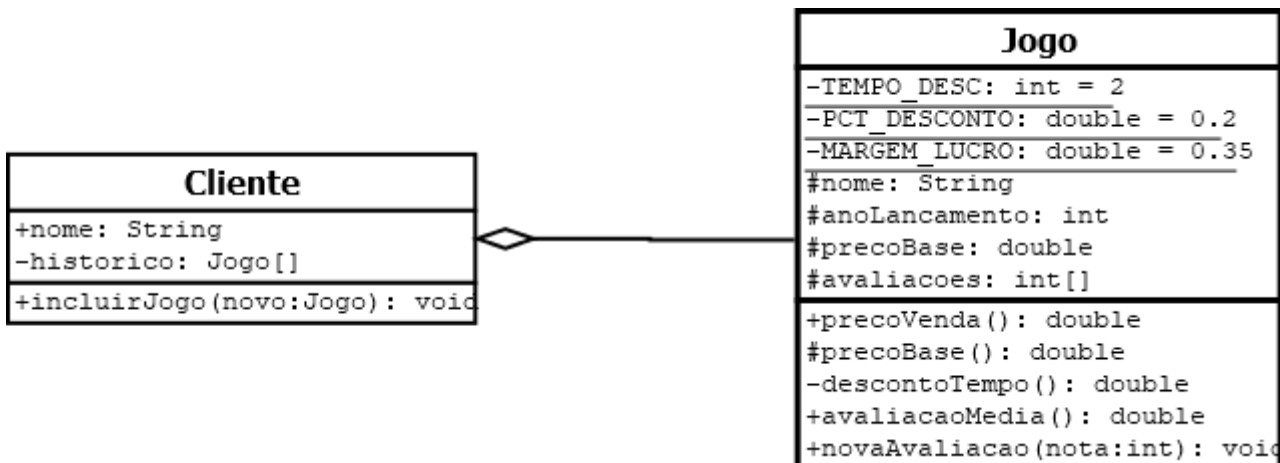 Cliente
+nome: String
-historico: Jogo[]
+incluirJogo(novo:Jogo): void
Jogo
-TEMPO_DESC: int = 2
-PCT_DESCONTO: double = 0.2
-MARGEM_LUCRO: double = 0.35
#nome: String
#anoLancamento: int
#precoBase: double
#avaliacoes: int[]
+precoVenda(): double
#precoBase(): double
-descontoTempo(): double
+avaliacaoMedia(): double
+novaAvaliacao(nota:int): void